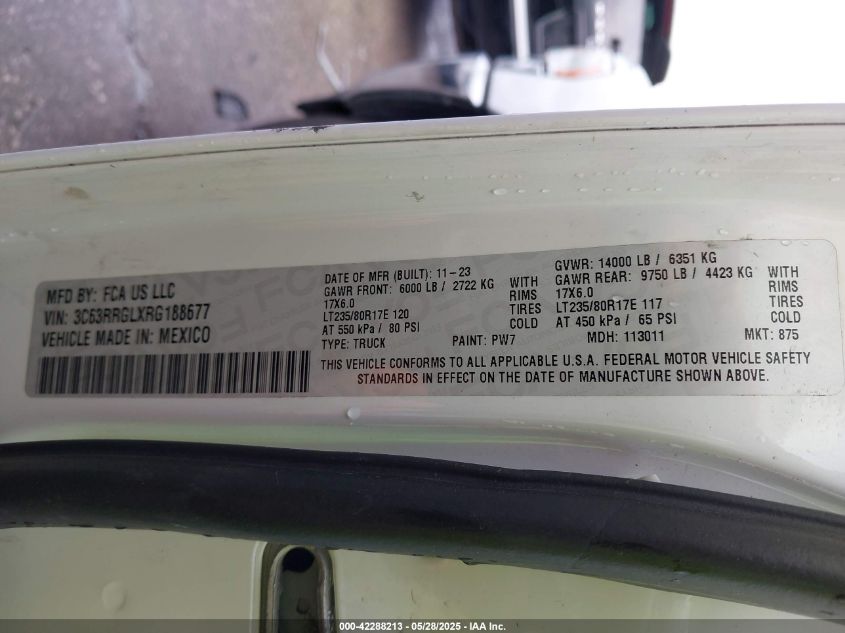 MFD BY: FCA US LLC
VIN: 3C63RRGLXRG188677
VEHICLE MADE IN: MEXICO
DATE OF MFR (BUILT): 11-23
GAWR FRONT: 6000 LB / 2722 KG WITH
17X6.0 RIMS
LT235/80R17E 120 TIRES
AT 550 kPa / 80 PSI COLD
TYPE: TRUCK PAINT: PW7
GVWR: 14000 LB / 6351 KG
GAWR REAR: 9750 LB / 4423 KG WITH
17X6.0 RIMS
LT235/80R17E 117 TIRES
AT 450 kPa / 65 PSI COLD
MDH: 113011 MKT: 875
THIS VEHICLE CONFORMS TO ALL APPLICABLE U.S.A. FEDERAL MOTOR VEHICLE SAFETY
STANDARDS IN EFFECT ON THE DATE OF MANUFACTURE SHOWN ABOVE.
000-42288213 - 05/28/2025 - IAA Inc.